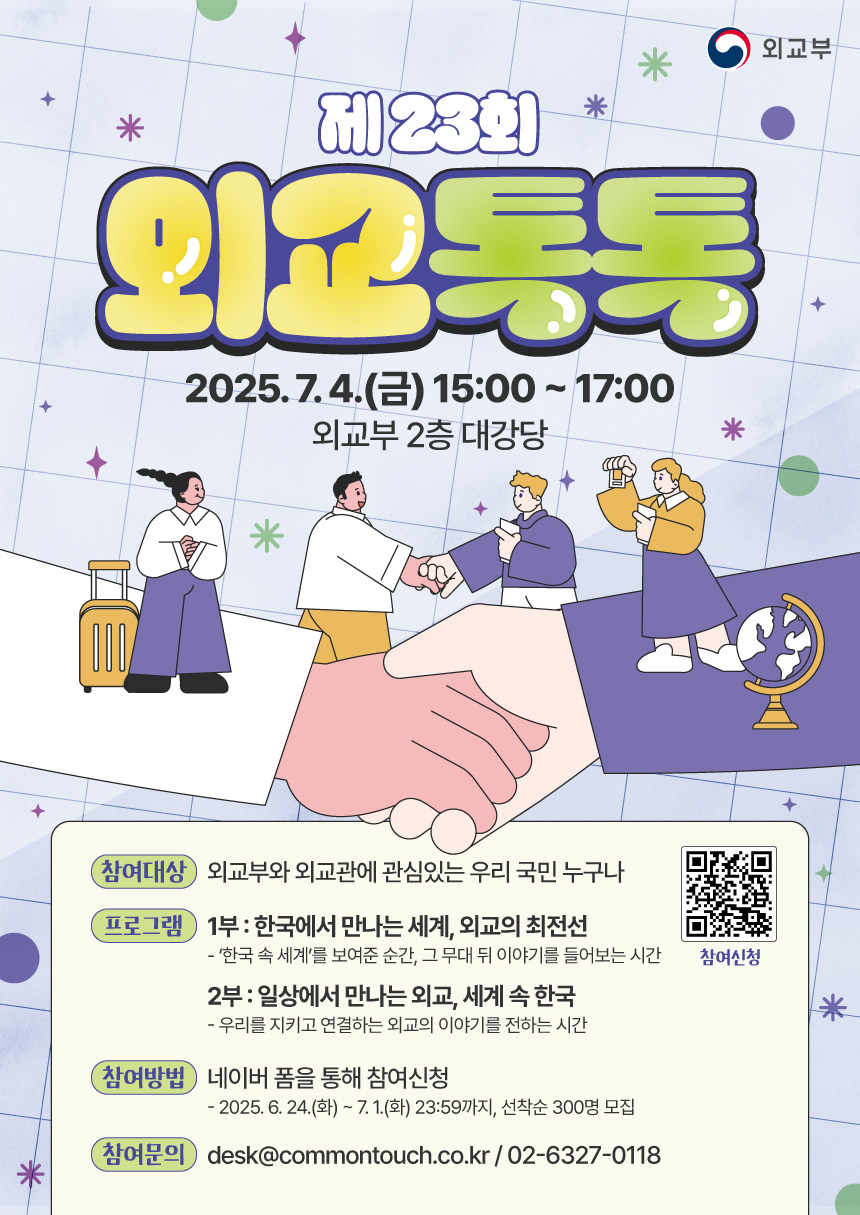 외교부
제23회
외교톡톡
2025. 7. 4.(금) 15:00 ~ 17:00
외교부 2층 대강당
참여대상 외교부와 외교관에 관심있는 우리 국민 누구나
프로그램 1부 : 한국에서 만나는 세계, 외교의 최전선
- ‘한국 속 세계’를 보여준 순간, 그 무대 뒤 이야기를 들어보는 시간
참여신청
2부 : 일상에서 만나는 외교, 세계 속 한국
- 우리를 지키고 연결하는 외교의 이야기를 전하는 시간
참여방법 네이버 폼을 통해 참여신청
- 2025. 6. 24.(화) ~ 7. 1.(화) 23:59까지, 선착순 300명 모집
참여문의 desk@commontouch.co.kr / 02-6327-0118